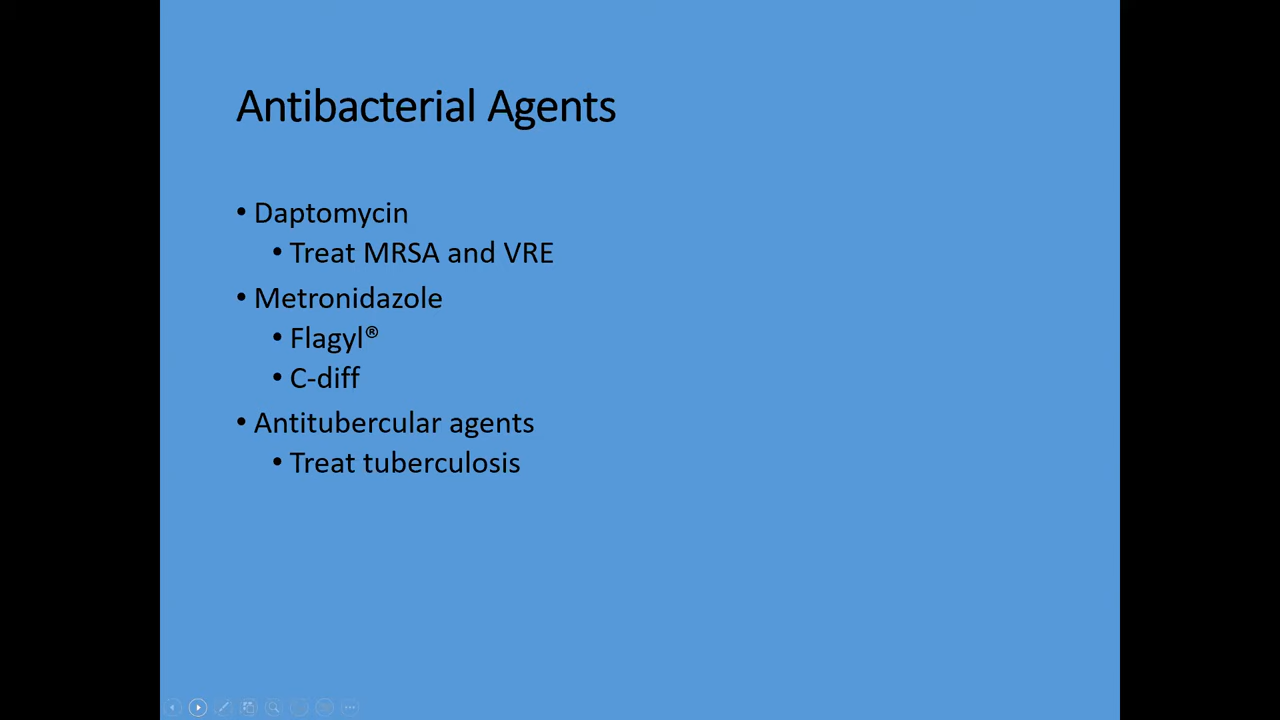 Antibacterial Agents
• Daptomycin
• Treat MRSA and VRE
• Metronidazole
• Flagyl®
• C-diff
• Antitubercular agents
• Treat tuberculosis